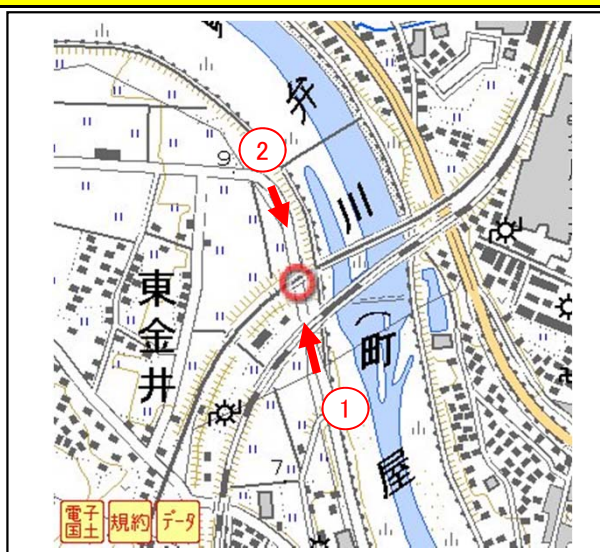 弁
川
(町
屋
東
金
井
9
7
②
①
電子
国土
規約
データ